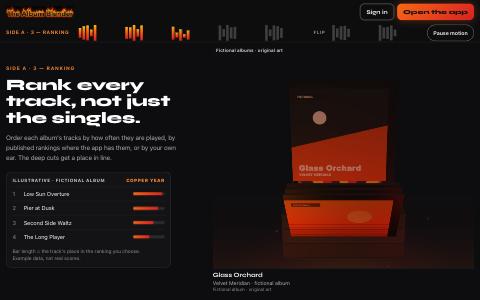 The Album Blender
Sign in
Open the app
SIDE A · 3 — RANKING
FLIP
Pause motion
Fictional albums · original art
SIDE A · 3 — RANKING
Rank every
track, not just
the singles.
Order each album's tracks by how often they are played, by
published rankings where the album has them, or by your own
ear. The deep cuts get a place in line.
ILLUSTRATIVE · FICTIONAL ALBUM
COPPER YEAR
1 Low Sun Overture
2 Pier at Dusk
3 Second Side Waltz
4 The Long Player
Bar length = the track's place in the ranking you choose.
Example data, not real scores.
FICTIONAL
Glass Orchard
VELVET MERIDIAN
Glass Orchard
Velvet Meridian · fictional album
Fictional album · original art